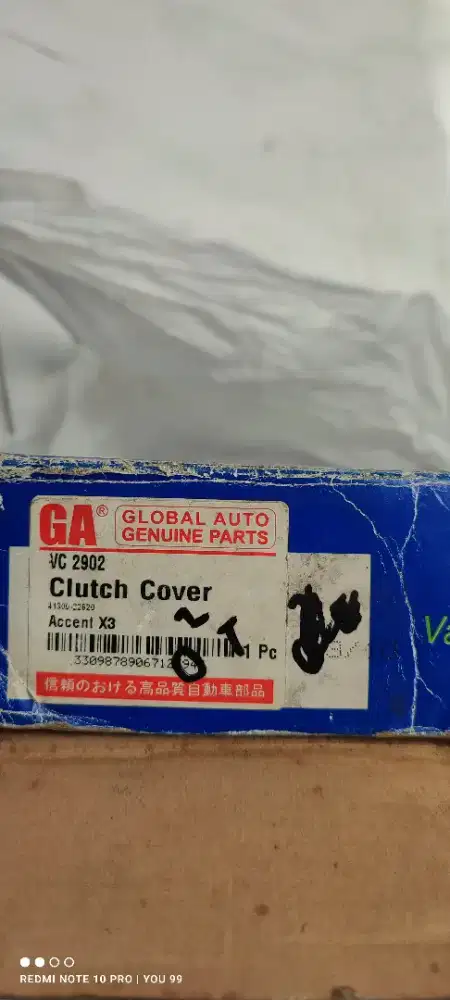 GA® GLOBAL AUTO
GENUINE PARTS
VC 2902
Clutch Cover
Accent X3
1 Pc
信頼のおける高品質自動車部品
Va
REDMI NOTE 10 PRO | YOU 99